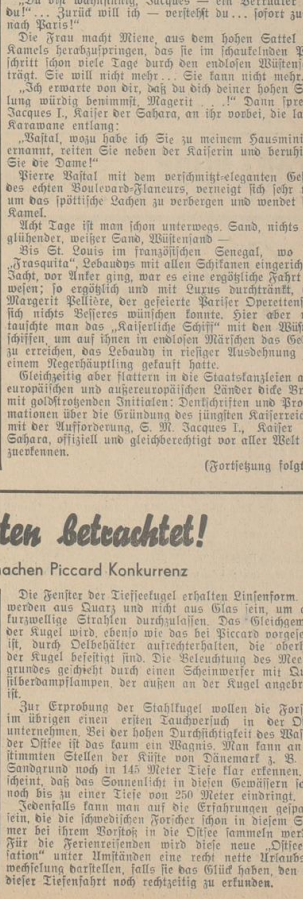 du!"... Zurück will ich — verstehst du... sofort zu
nach Paris!"
Die Frau macht Miene, aus dem hohen Sattel
Kamels herabzuspringen, das sie im schaukelnden P
schritt schon viele Tage durch den endlosen Wüstens
trägt. Sie will nicht mehr... Sie kann nicht mehr.
„Ich erwarte von dir, daß du dich deiner hohen S
lung würdig benimmst, Magerit...!" Dann spre
Jacques I., Kaiser der Sahara, an ihr vorbei, die la
Karawane entlang:
„Vastal, wozu habe ich Sie zu meinem Hausmini
ernannt, reiten Sie neben der Kaiserin und beruhi
Sie die Dame!"
Pierre Vastal mit dem verschmitzt-eleganten Ge
des echten Boulevard-Flaneurs, verneigt sich sehr
um das spöttische Lachen zu verbergen und wendet
Kamel.
Acht Tage ist man schon unterwegs. Sand, nichts
glühender, weißer Sand, Wüstensand —
Bis St. Louis im französischen Senegal, wo
„Frasquita", Lebaudys mit allen Schikanen eingerich
Jacht, vor Anker ging, war es eine ergötzliche Fahrt
wesen; so ergötzlich und mit Luxus durchtränkt,
Margerit Pellière, der gefeierte Pariser Operetten
sich nichts Besseres wünschen konnte. Hier aber
tauschte man das „Kaiserliche Schiff" mit den Wüst
schiffen, um auf ihnen in endlosen Märschen das Ge
zu erreichen, das Lebaudy in riesiger Ausdehnung
einem Negerhäuptling gekauft hatte.
Gleichzeitig aber flattern in die Staatskanzleien a
europäischen und außereuropäischen Länder dicke Br
mit goldstrotzenden Initialen: Denkschriften und Pro
mationen über die Gründung des jüngsten Kaiserreic
mit der Aufforderung, S. M. Jacques I., Kaiser
Sahara, offiziell und gleichberechtigt vor aller Welt
zuerkennen.
(Fortsetzung folgt
ten betrachtet!
machen Piccard Konkurrenz
Die Fenster der Tiefseekugel erhalten Linsenform.
werden aus Quarz und nicht aus Glas sein, um
kurzwellige Strahlen durchzulassen. Das Gleichgew
der Kugel wird, ebenso wie das bei Piccard vorgese
ist, durch Oelbehälter aufrechterhalten, die ober
der Kugel befestigt sind. Die Beleuchtung des Mee
grundes geschieht durch einen Scheinwerfer mit Qu
silberdampflampen, der außen an der Kugel angebr
ist.
Zur Erprobung der Stahlkugel wollen die Fors
im übrigen einen ersten Tauchversuch in der O
unternehmen. Bei der hohen Durchsichtigkeit des Was
der Ostsee ist das kaum ein Wagnis. Man kann an
stimmten Stellen der Küste von Dänemark z. B.
Sandgrund noch in 145 Meter Tiefe klar erkennen.
scheint, daß das Sonnenlicht in diesen Gewässern
noch bis zu einer Tiefe von 250 Meter eindringt.
Jedenfalls kann man auf die Erfahrungen gespa
sein, die die schwedischen Forscher schon in diesem S
mer bei ihrem Vorstoß in die Ostsee sammeln wer
Für die Ferienreisenden wird diese neue „Ostsee
sation" unter Umständen eine recht nette Urlaubs
wechselung darstellen, falls sie das Glück haben, den
dieser Tiefenfahrt noch rechtzeitig zu erkunden.